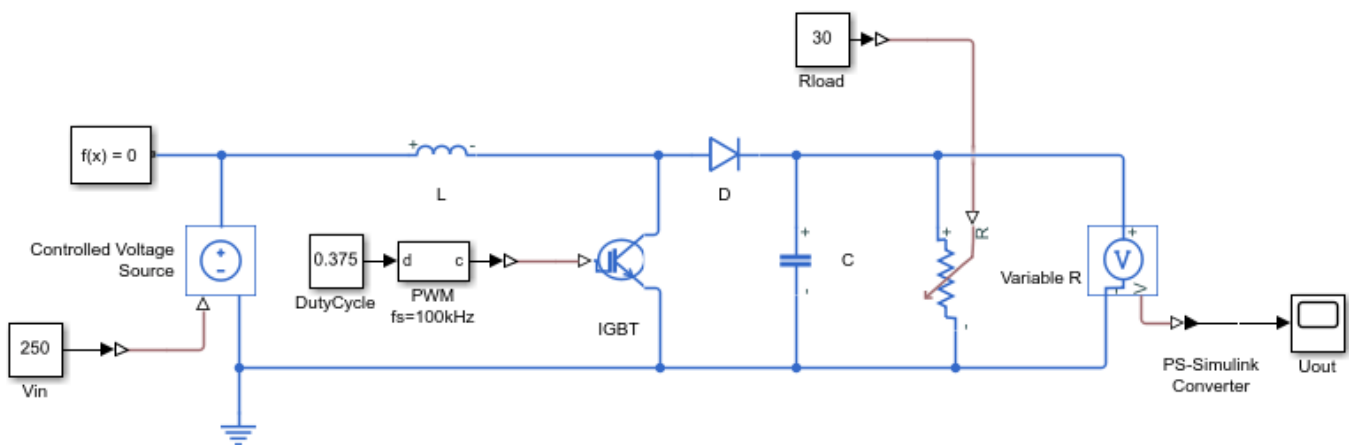 30
Rload
f(x) = 0
+
-
L
D
Controlled Voltage
Source
+
-
0.375
DutyCycle
d
c
PWM
fs=100kHz
IGBT
+
-
C
+
-
R
Variable R
+
-
V
V
250
Vin
PS-Simulink
Converter
Uout